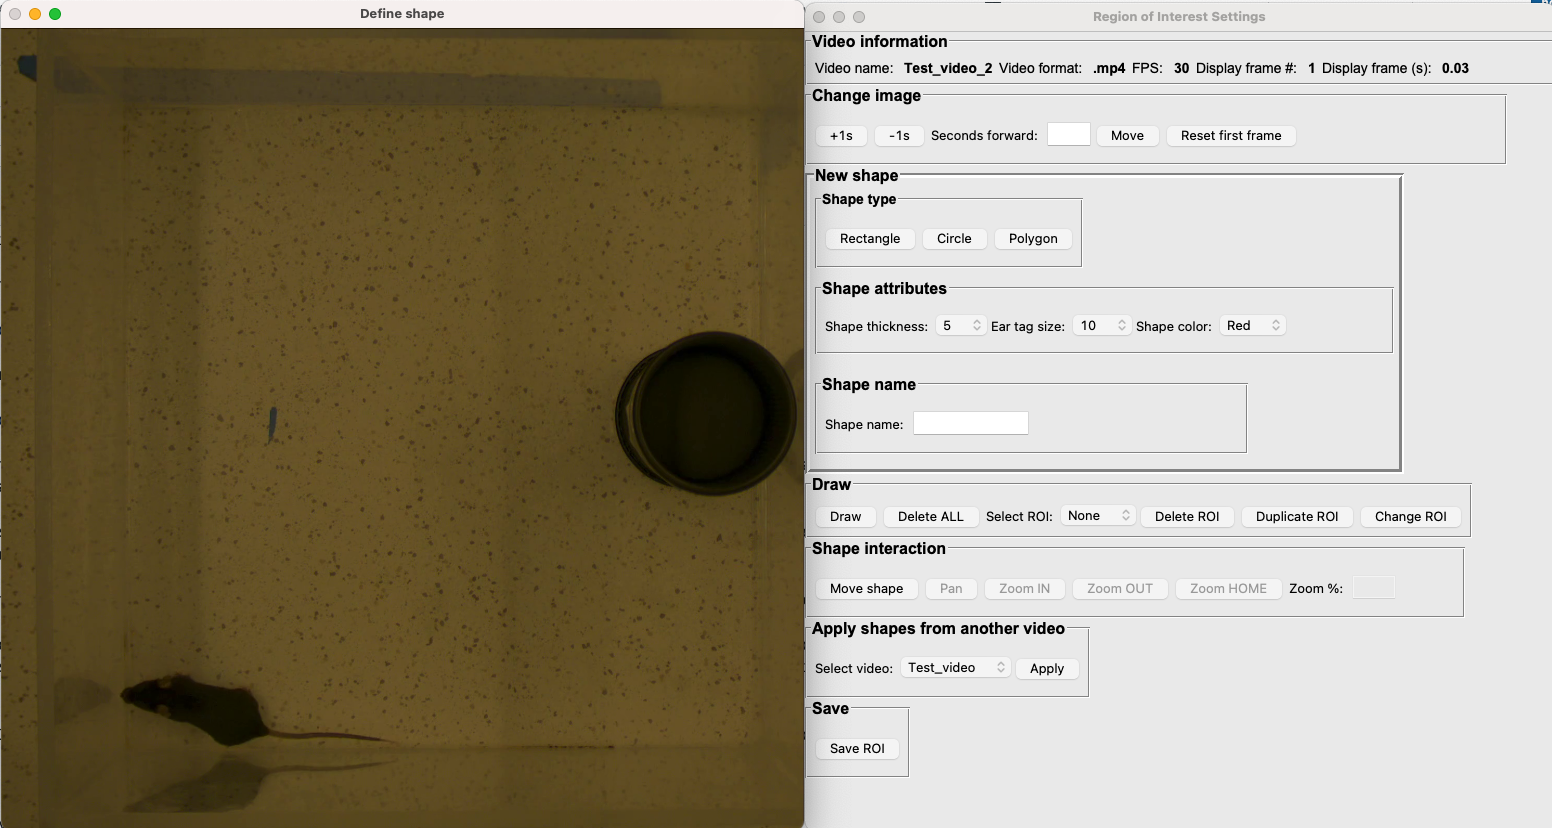 Define shape
Region of Interest Settings
Video information
Video name: Test_video_2 Video format: .mp4 FPS: 30 Display frame #: 1 Display frame (s): 0.03
Change image
+1s -1s Seconds forward: Move Reset first frame
New shape
Shape type
Rectangle Circle Polygon
Shape attributes
Shape thickness: 5 Ear tag size: 10 Shape color: Red
Shape name
Shape name:
Draw
Draw Delete ALL Select ROI: None Delete ROI Duplicate ROI Change ROI
Shape interaction
Move shape Pan Zoom IN Zoom OUT Zoom HOME Zoom %:
Apply shapes from another video
Select video: Test_video Apply
Save
Save ROI